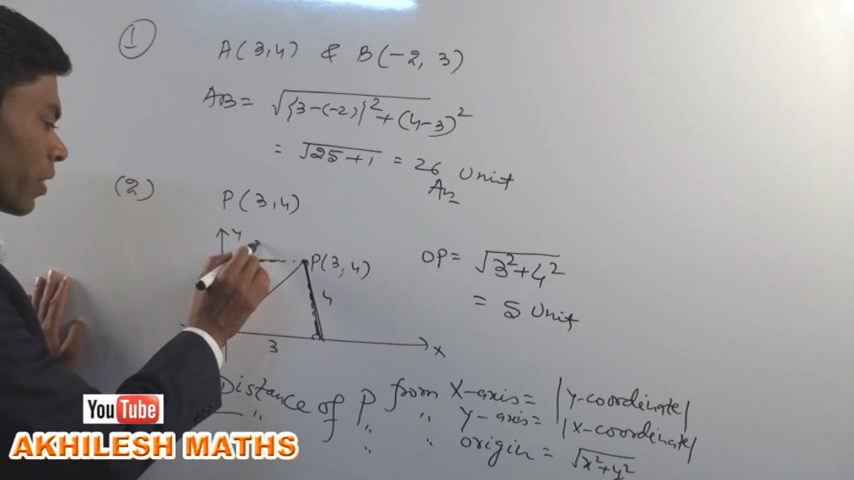 1
A(3,4) & B(-2, 3)
AB = √{3-(-2)}² + (4-3)²
= √25+1 = 26 Unit
Ans
(2) P(3,4)
y
P(3,4)
4
3
x
OP = √3²+4²
= 5 Unit
Distance of P from X-axis = |Y-coordinate|
" " " Y-axis = |X-coordinate|
" " origin = √x²+y²
YouTube
AKHILESH MATHS